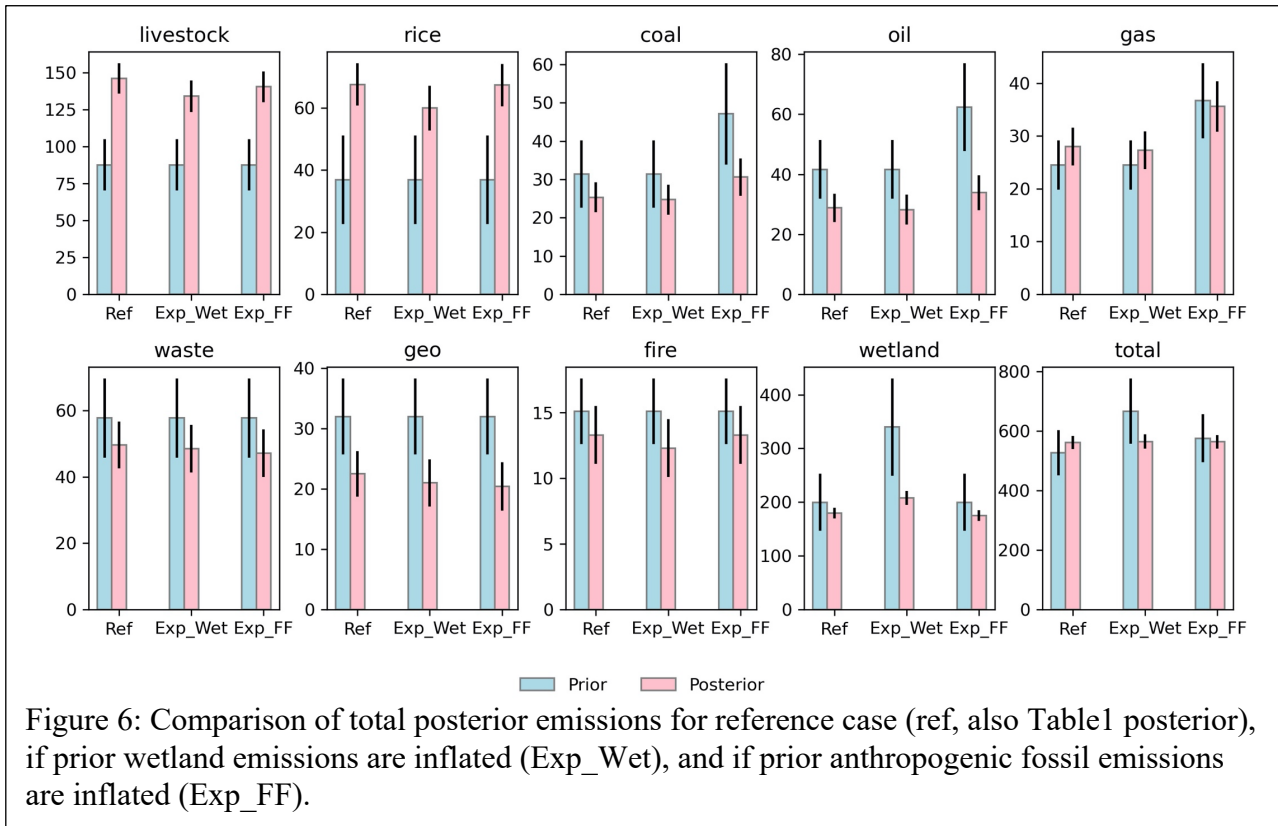 livestock
rice
coal
oil
gas
150
125
100
75
50
25
0
Ref Exp_Wet Exp_FF
60
40
20
0
Ref Exp_Wet Exp_FF
60
50
40
30
20
10
0
Ref Exp_Wet Exp_FF
80
60
40
20
0
Ref Exp_Wet Exp_FF
40
30
20
10
0
Ref Exp_Wet Exp_FF
waste
geo
fire
wetland
total
60
40
20
0
Ref Exp_Wet Exp_FF
40
30
20
10
0
Ref Exp_Wet Exp_FF
15
10
5
0
Ref Exp_Wet Exp_FF
400
300
200
100
0
Ref Exp_Wet Exp_FF
800
600
400
200
0
Ref Exp_Wet Exp_FF
Prior Posterior
Figure 6: Comparison of total posterior emissions for reference case (ref, also Table1 posterior),
if prior wetland emissions are inflated (Exp_Wet), and if prior anthropogenic fossil emissions
are inflated (Exp_FF).